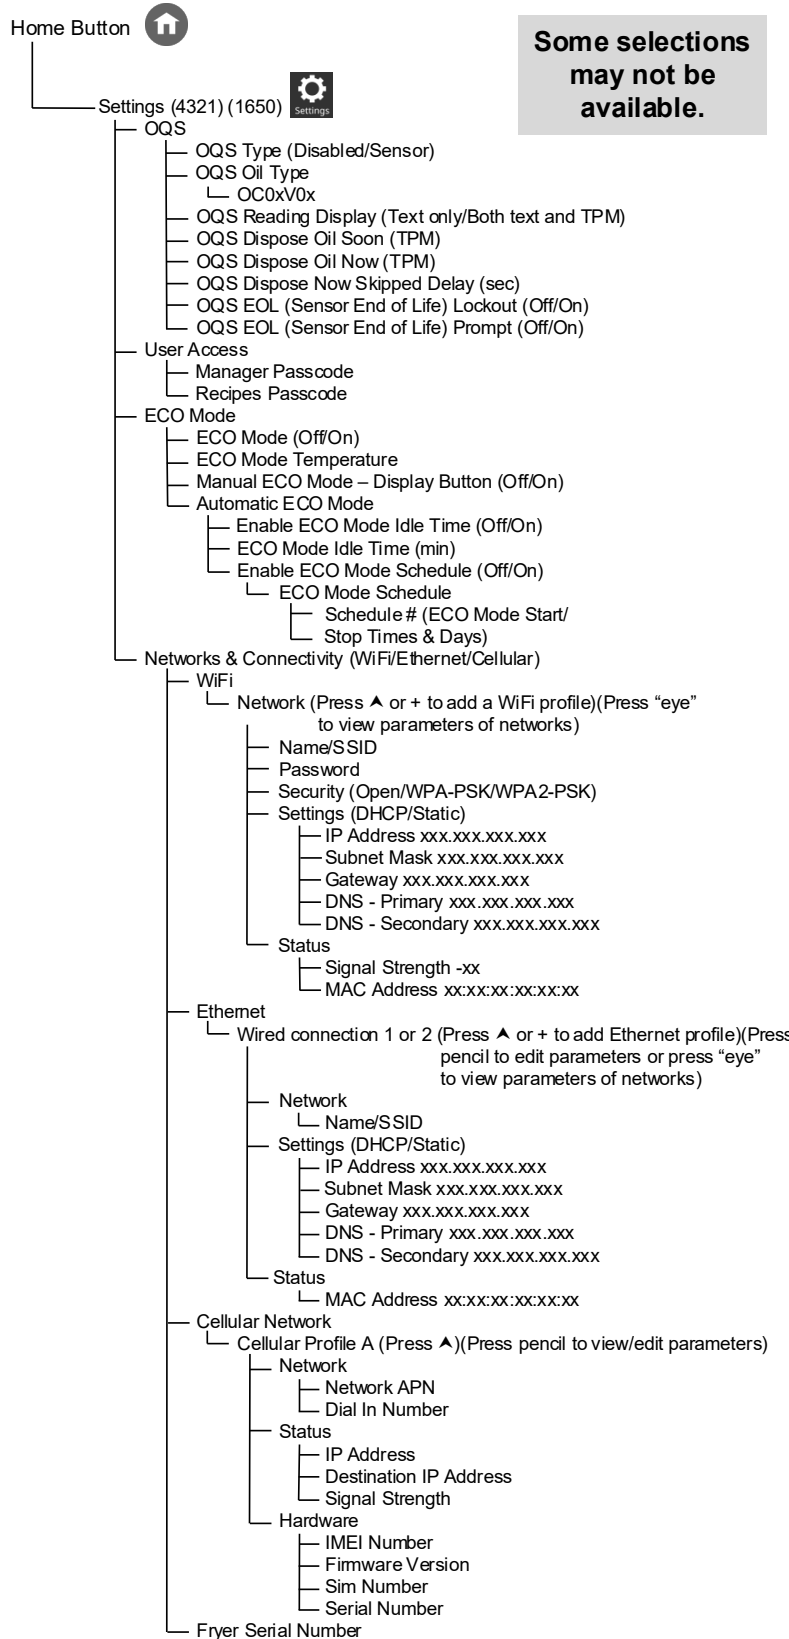 Home Button
Some selections
may not be
available.
Settings (4321) (1650)
Settings
OQS
OQS Type (Disabled/Sensor)
OQS Oil Type
OC0xV0x
OQS Reading Display (Text only/Both text and TPM)
OQS Dispose Oil Soon (TPM)
OQS Dispose Oil Now (TPM)
OQS Dispose Now Skipped Delay (sec)
OQS EOL (Sensor End of Life) Lockout (Off/On)
OQS EOL (Sensor End of Life) Prompt (Off/On)
User Access
Manager Passcode
Recipes Passcode
ECO Mode
ECO Mode (Off/On)
ECO Mode Temperature
Manual ECO Mode – Display Button (Off/On)
Automatic ECO Mode
Enable ECO Mode Idle Time (Off/On)
ECO Mode Idle Time (min)
Enable ECO Mode Schedule (Off/On)
ECO Mode Schedule
Schedule # (ECO Mode Start/
Stop Times & Days)
Networks & Connectivity (WiFi/Ethernet/Cellular)
WiFi
Network (Press ⮝ or + to add a WiFi profile)(Press “eye”
to view parameters of networks)
Name/SSID
Password
Security (Open/WPA-PSK/WPA2-PSK)
Settings (DHCP/Static)
IP Address xxx.xxx.xxx.xxx
Subnet Mask xxx.xxx.xxx.xxx
Gateway xxx.xxx.xxx.xxx
DNS - Primary xxx.xxx.xxx.xxx
DNS - Secondary xxx.xxx.xxx.xxx
Status
Signal Strength -xx
MAC Address xx:xx:xx:xx:xx:xx
Ethernet
Wired connection 1 or 2 (Press ⮝ or + to add Ethernet profile)(Press
pencil to edit parameters or press “eye”
to view parameters of networks)
Network
Name/SSID
Settings (DHCP/Static)
IP Address xxx.xxx.xxx.xxx
Subnet Mask xxx.xxx.xxx.xxx
Gateway xxx.xxx.xxx.xxx
DNS - Primary xxx.xxx.xxx.xxx
DNS - Secondary xxx.xxx.xxx.xxx
Status
MAC Address xx:xx:xx:xx:xx:xx
Cellular Network
Cellular Profile A (Press ⮝)(Press pencil to view/edit parameters)
Network
Network APN
Dial In Number
Status
IP Address
Destination IP Address
Signal Strength
Hardware
IMEI Number
Firmware Version
Sim Number
Serial Number
Fryer Serial Number